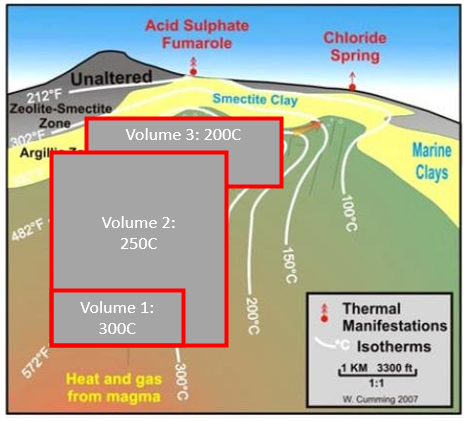 Acid Sulphate
Fumarole
Chloride
Spring
Unaltered
212°F
Smectite Clay
Zeolite-Smectite
Zone
302°F
Volume 3: 200C
Marine
Clays
100°C
482°F
Volume 2:
250C
150°C
200°C
Volume 1:
300C
572°F
300°C
Heat and gas
from magma
Thermal
Manifestations
°C Isotherms
1 KM 3300 ft
1:1
W. Cumming 2007